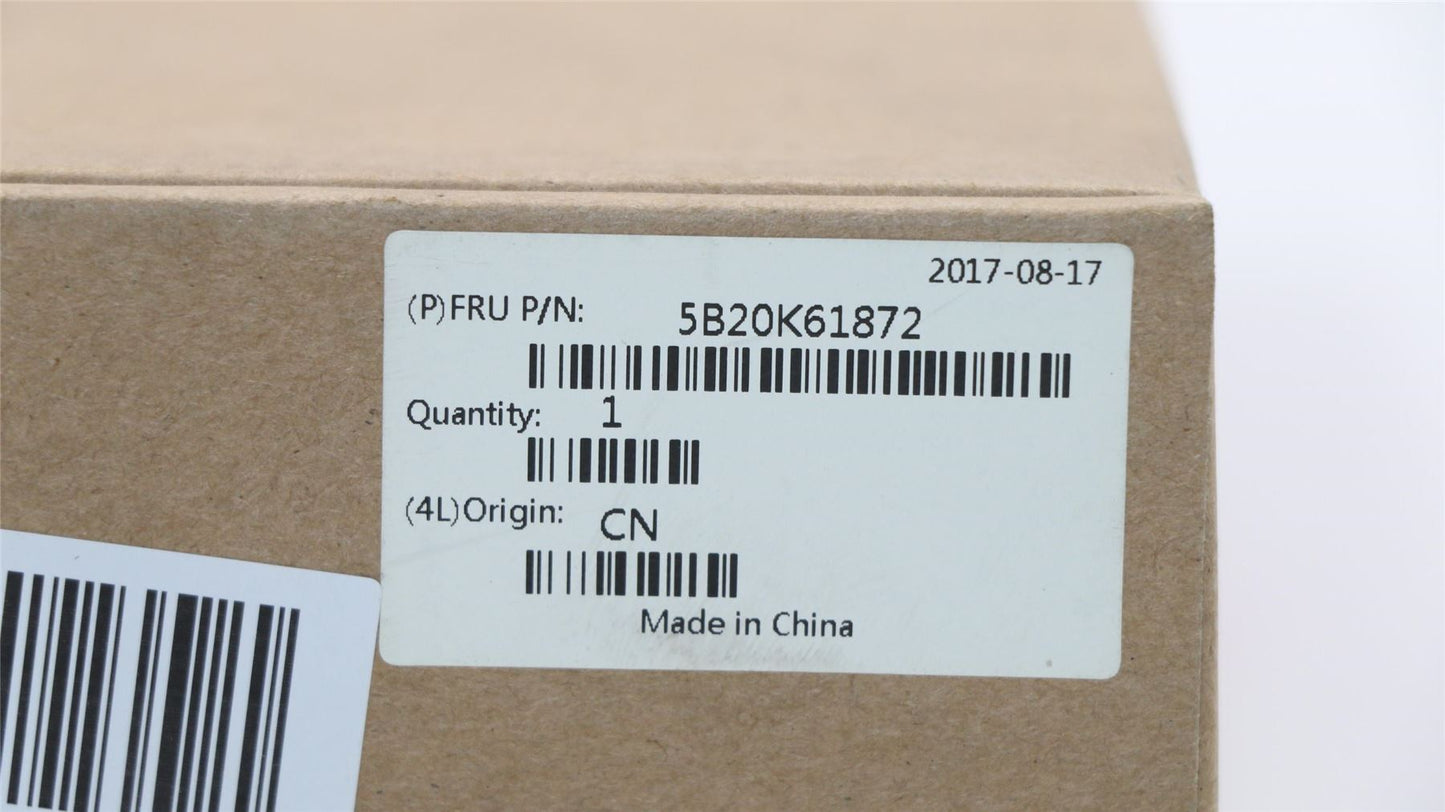 2017-08-17
(P)FRU P/N: 5B20K61872
Quantity: 1
(4L)Origin: CN
Made in China